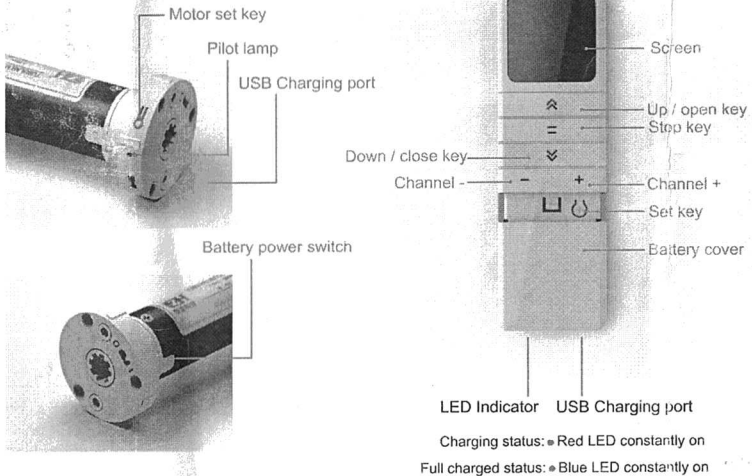 Motor set key
Pilot lamp
USB Charging port
Battery power switch
Screen
Up / open key
Stop key
Down / close key
Channel -
Channel +
Set key
Battery cover
LED Indicator USB Charging port
Charging status: Red LED constantly on
Full charged status: Blue LED constantly on